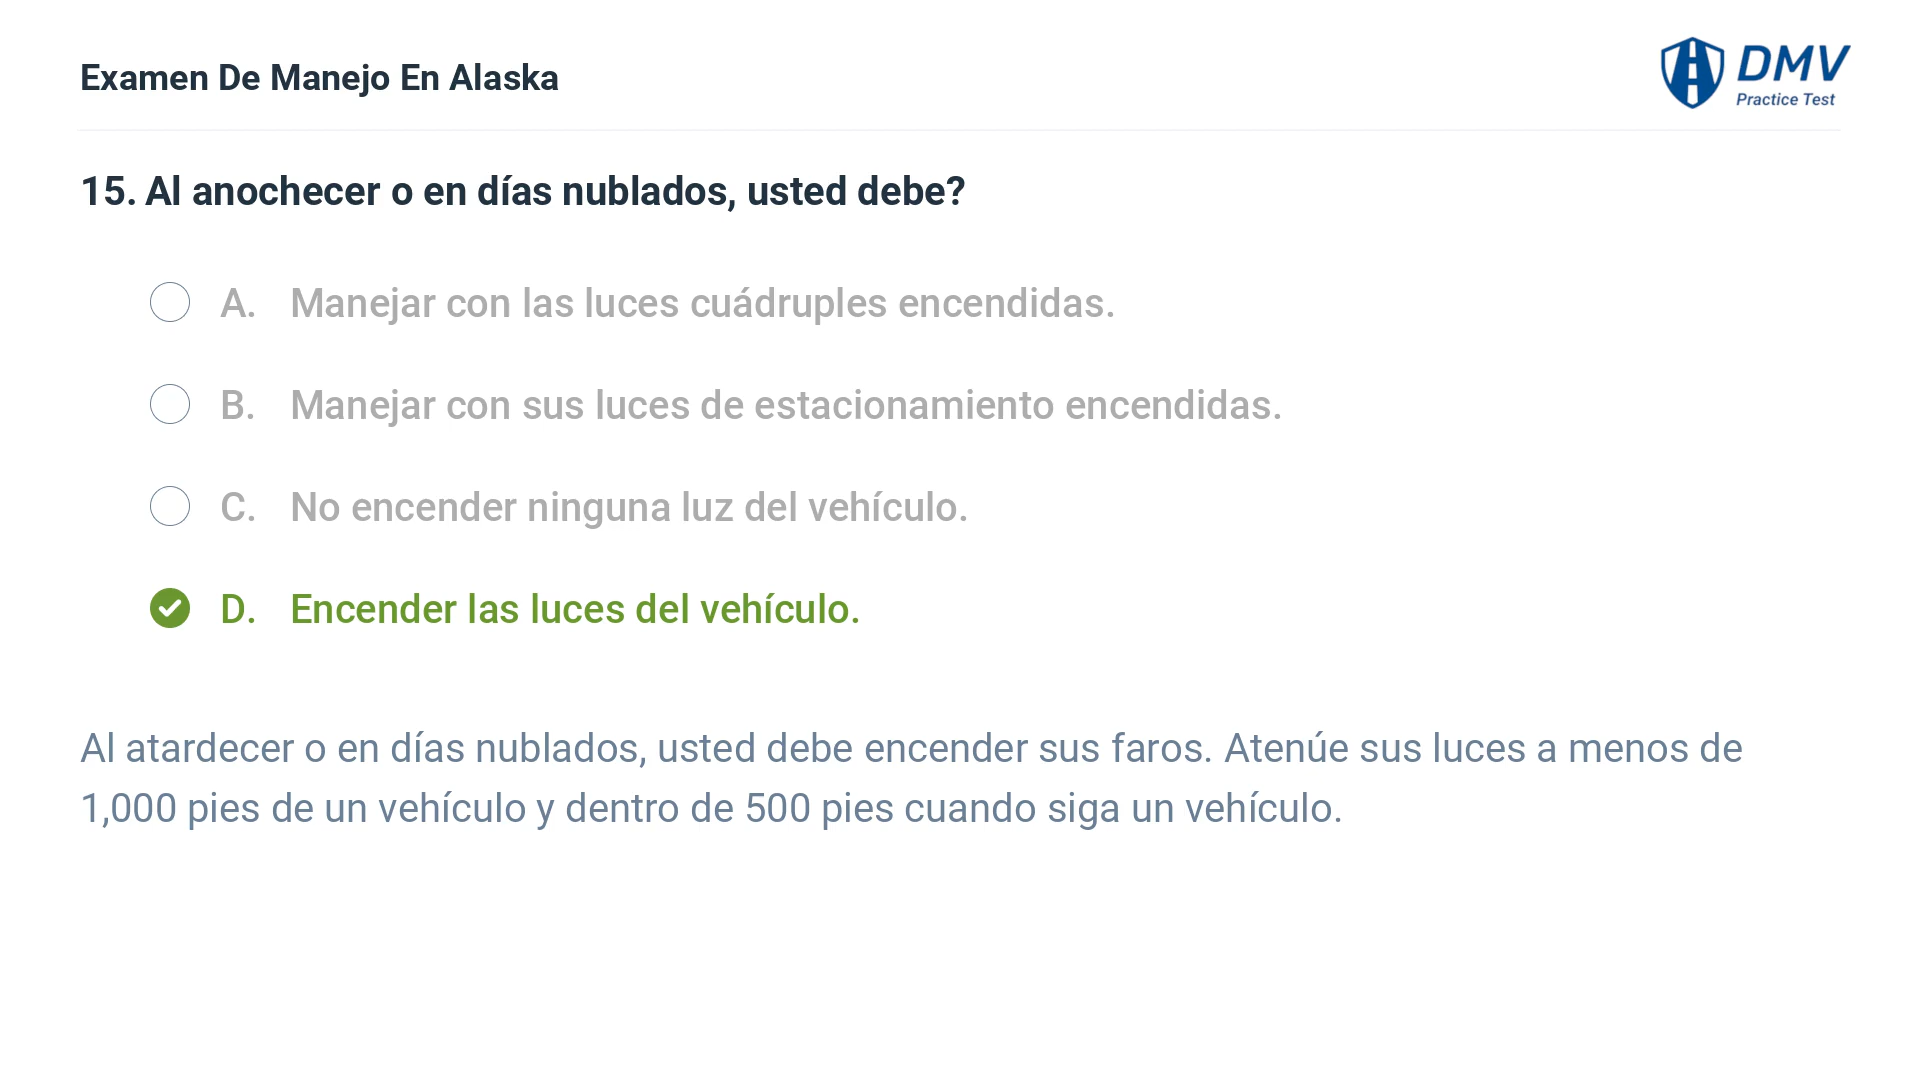 Examen De Manejo En Alaska
DMV
Practice Test
15. Al anochecer o en días nublados, usted debe?
A. Manejar con las luces cuádruples encendidas.
B. Manejar con sus luces de estacionamiento encendidas.
C. No encender ninguna luz del vehículo.
D. Encender las luces del vehículo.
Al atardecer o en días nublados, usted debe encender sus faros. Atenúe sus luces a menos de
1,000 pies de un vehículo y dentro de 500 pies cuando siga un vehículo.